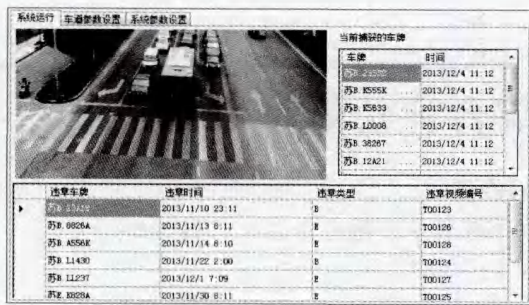 系统运行 车道参数设置 系统参数设置
当前捕获的车牌
车牌 时间
2013/12/4 11:12
苏B.K555K ... 2013/12/4 11:12
苏B.K5633 ... 2013/12/4 11:12
苏B.L0008 ... 2013/12/4 11:12
苏B.38267 ... 2013/12/4 11:12
苏B.12A21 ... 2013/12/4 11:12
违章车牌 违章时间 违章类型 违章视频编号
2013/11/10 23:11 B T00123
苏B.6826A 2013/11/13 8:11 B T00126
苏B.A556K 2013/11/14 8:10 B T00128
苏B.L1430 2013/11/22 2:00 B T00124
苏B.L1237 2013/12/1 7:09 B T00127
苏E.E828A 2013/11/30 8:11 B T00125